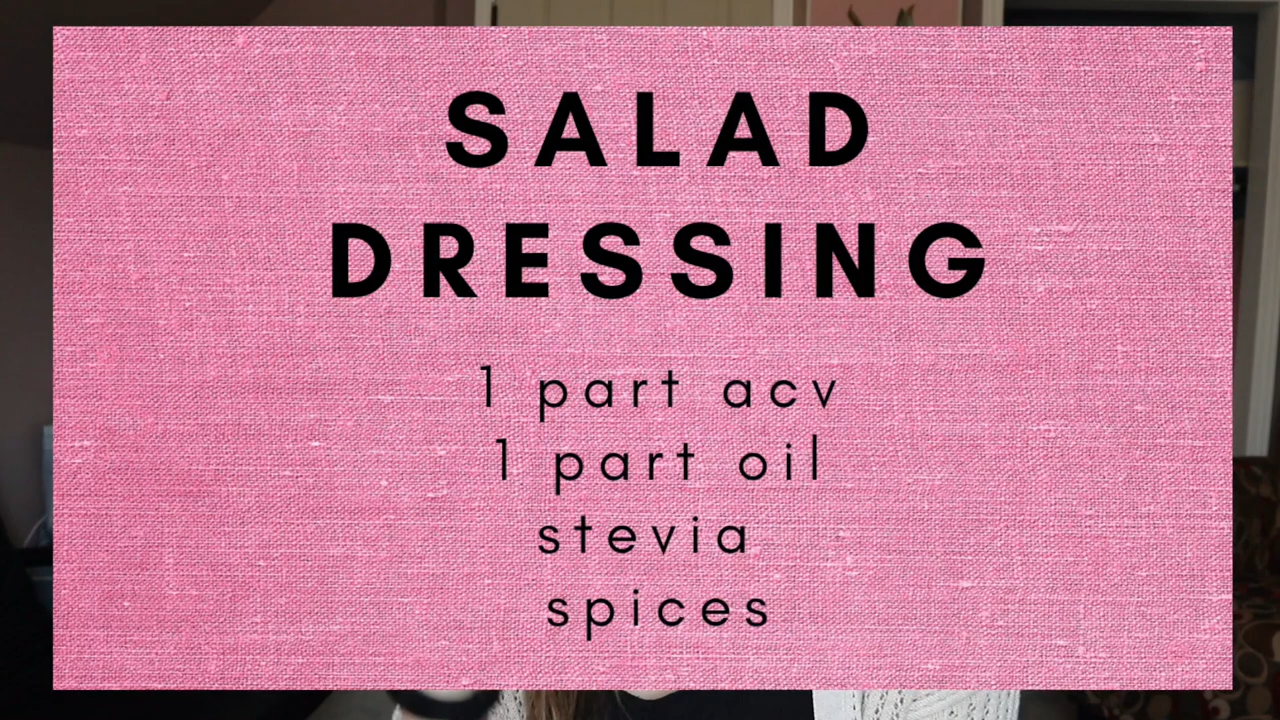 SALAD
DRESSING
1 part acv
1 part oil
stevia
spices